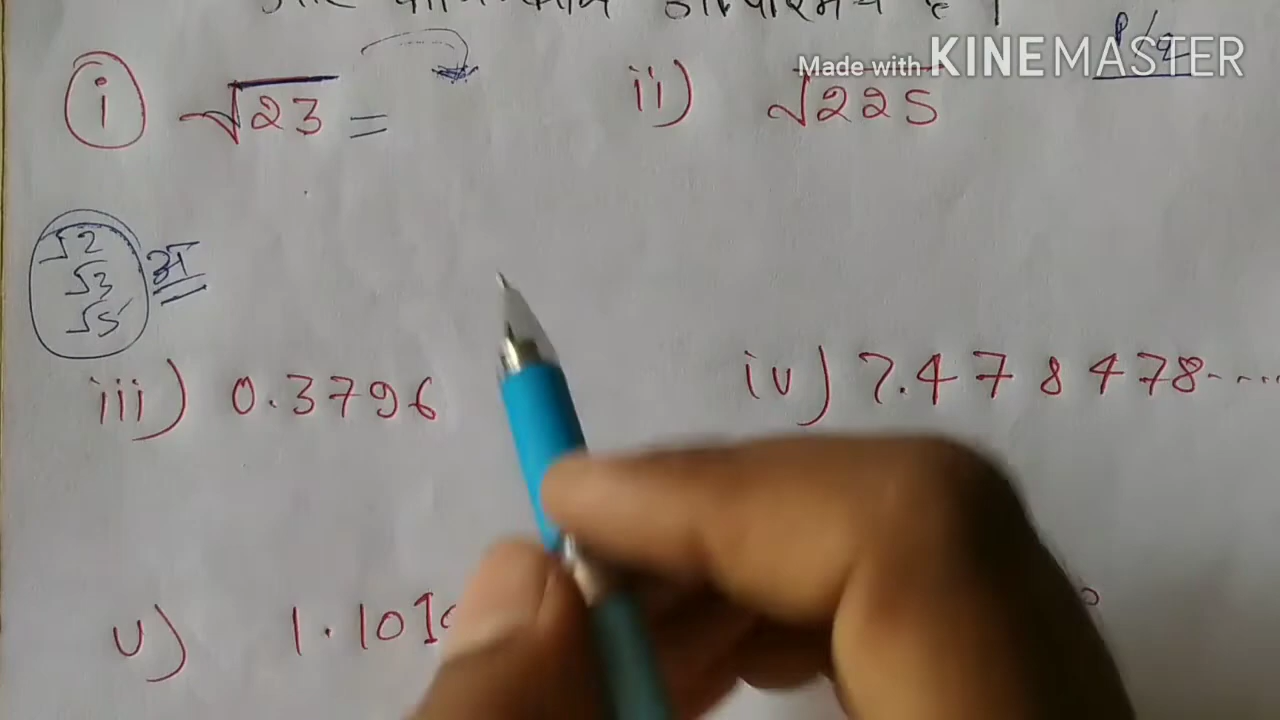 Made with KINEMASTER
P/q
i √23 = ii) √225
√2
√3 अ
√5
iii) 0.3796 iv) 7.478478....
v) 1.101